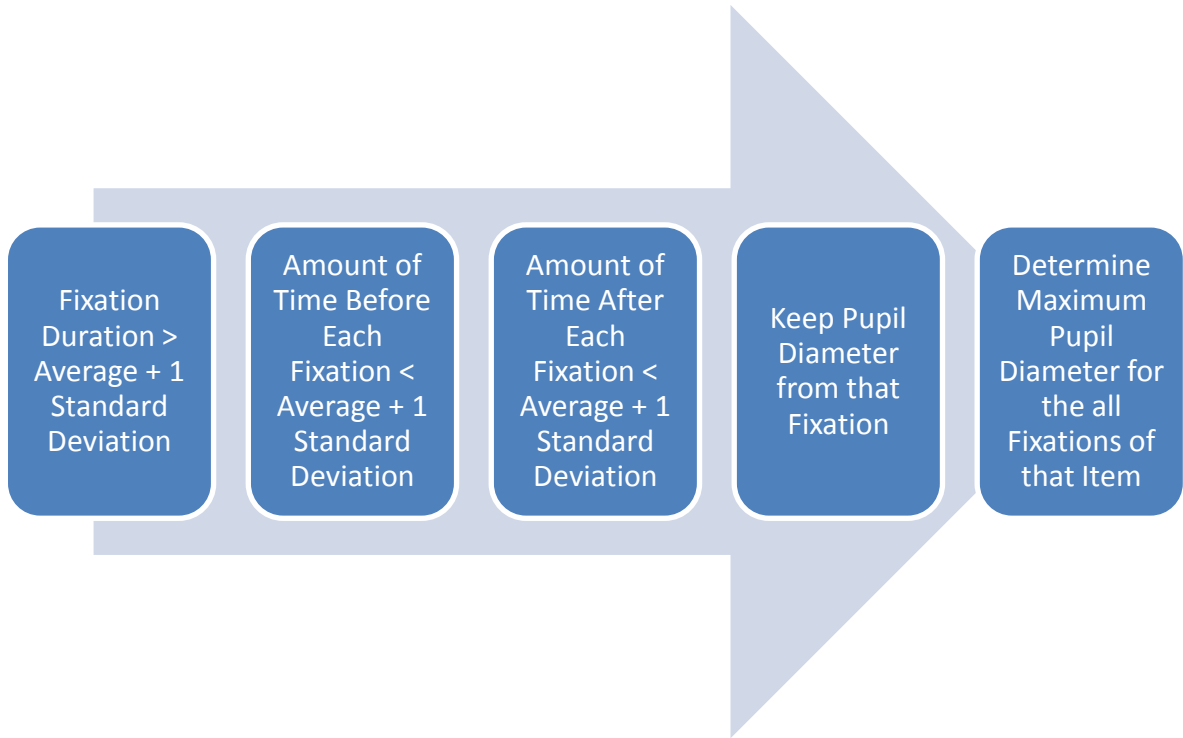 Fixation
Duration >
Average + 1
Standard
Deviation
Amount of
Time Before
Each
Fixation <
Average + 1
Standard
Deviation
Amount of
Time After
Each
Fixation <
Average + 1
Standard
Deviation
Keep Pupil
Diameter
from that
Fixation
Determine
Maximum
Pupil
Diameter for
the all
Fixations of
that Item